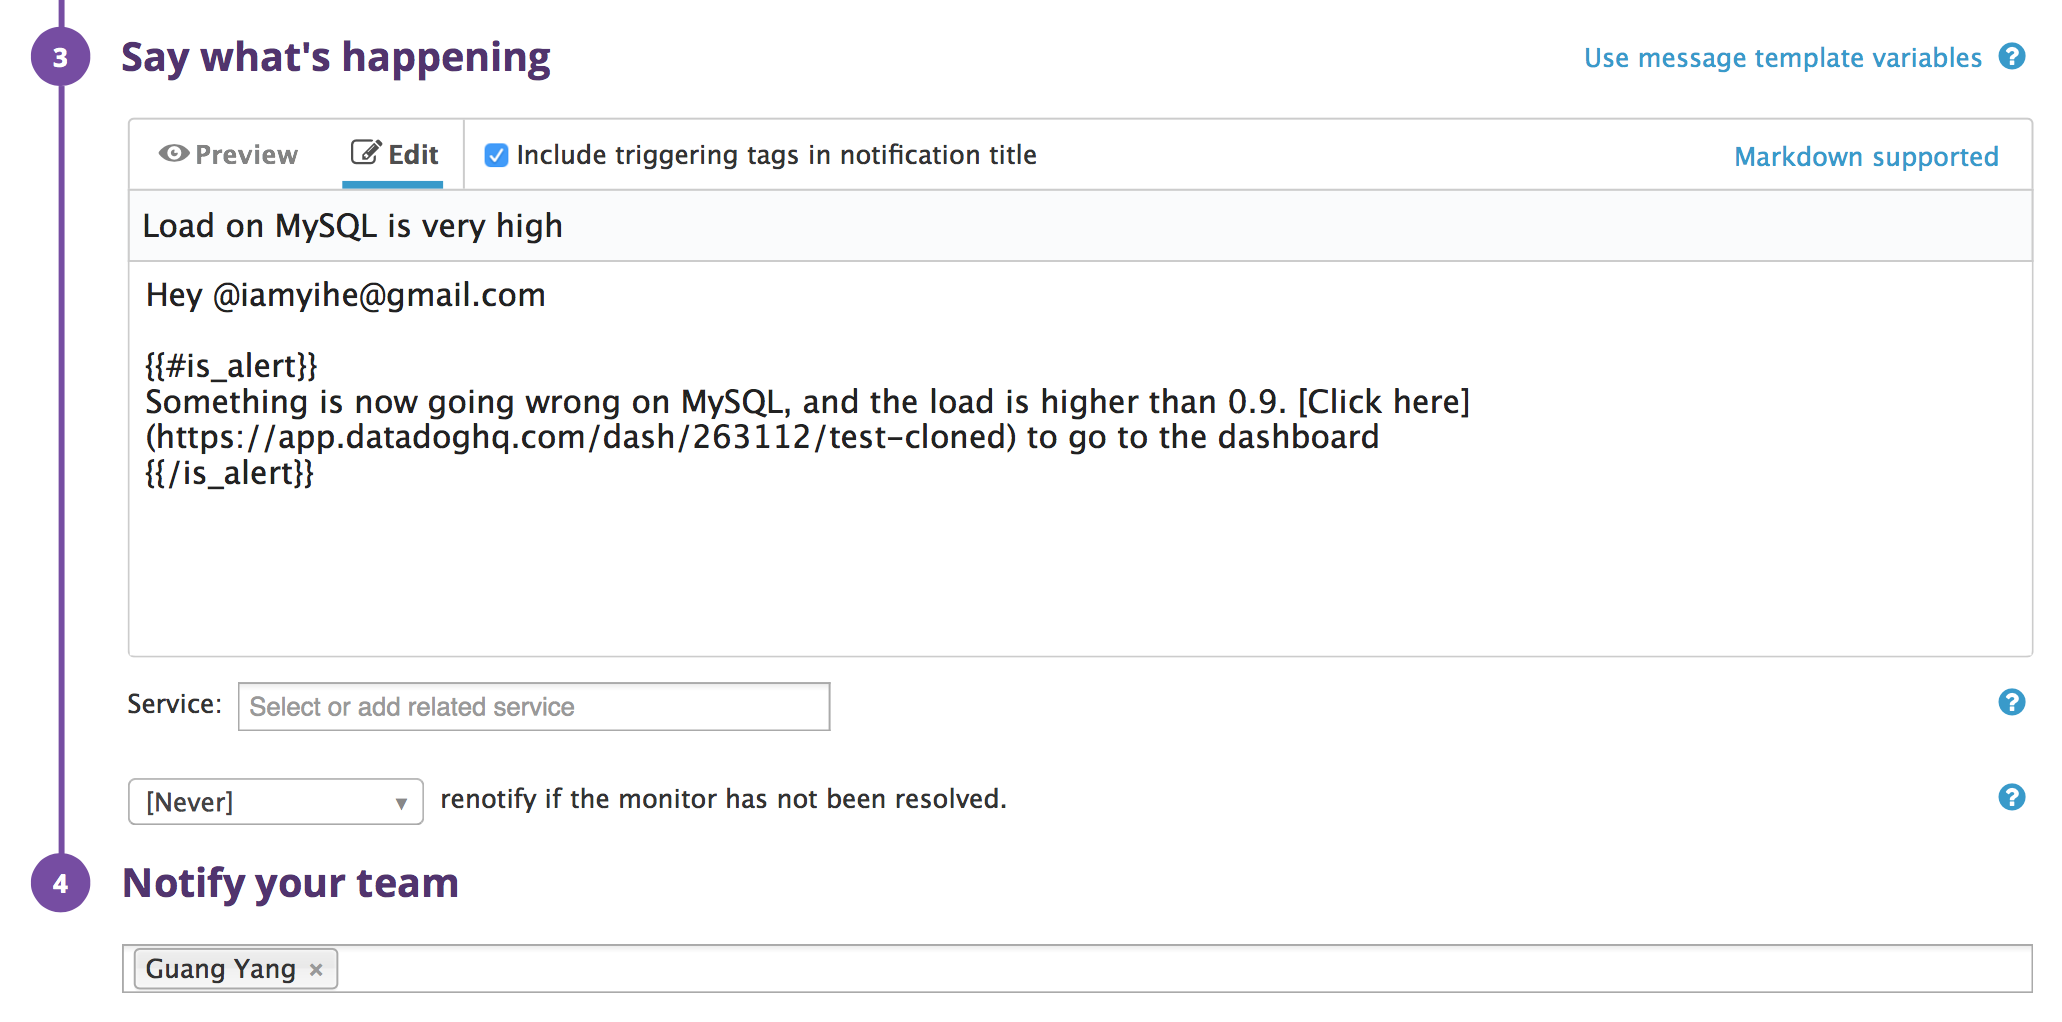 3
Say what's happening
Use message template variables ?
Preview
Edit
Include triggering tags in notification title
Markdown supported
Load on MySQL is very high
Hey @iamyihe@gmail.com
{{#is_alert}}
Something is now going wrong on MySQL, and the load is higher than 0.9. [Click here]
(https://app.datadoghq.com/dash/263112/test-cloned) to go to the dashboard
{{/is_alert}}
Service: Select or add related service ?
[Never] ▼ renotify if the monitor has not been resolved. ?
4
Notify your team
Guang Yang ×